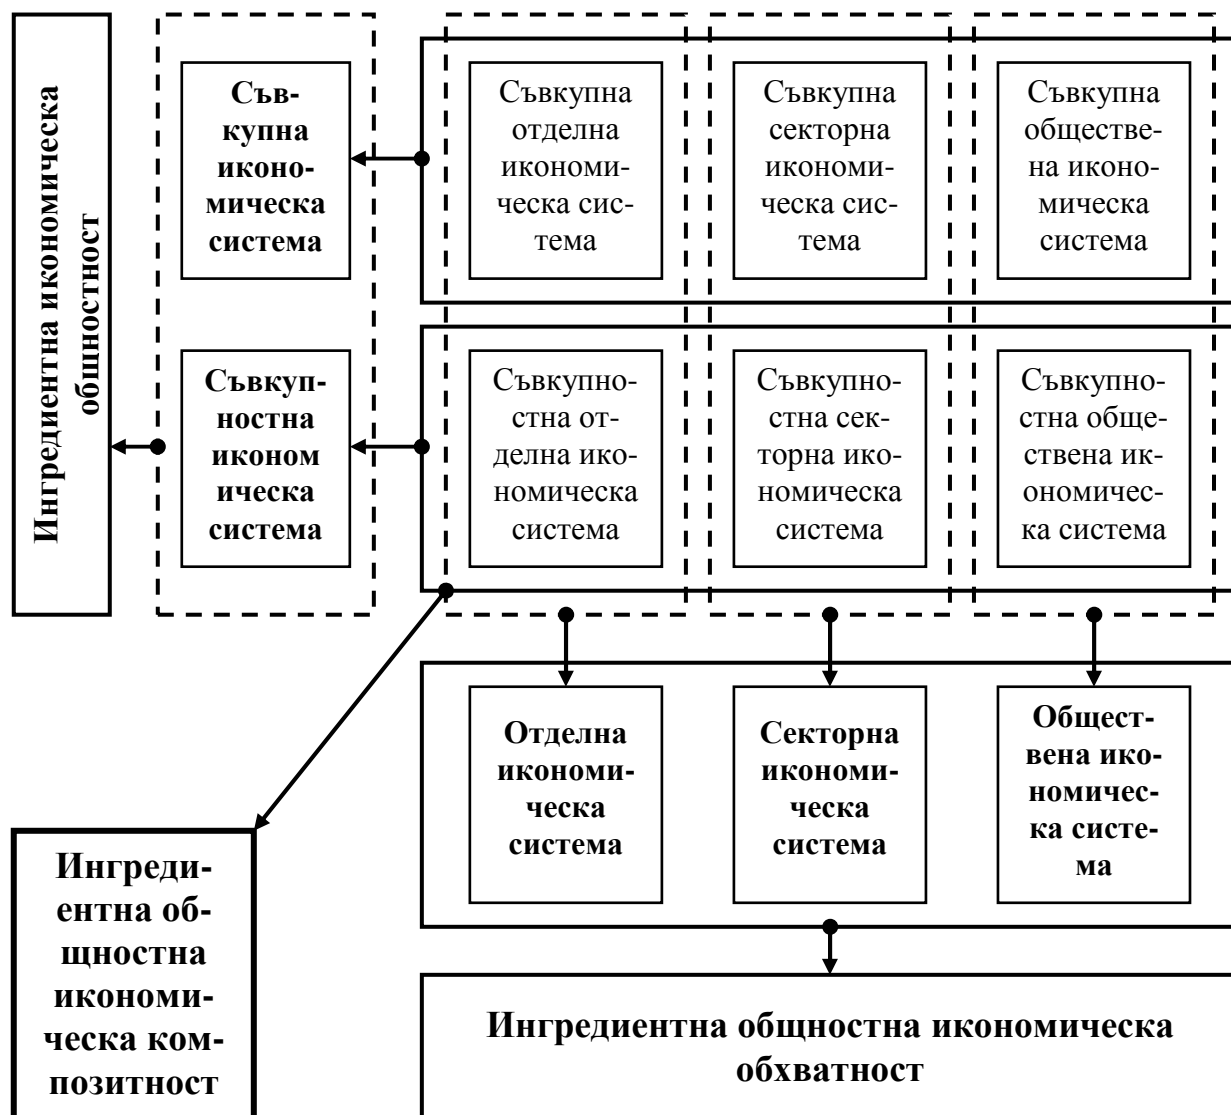 Ингредиентна икономическа
общностност
Съв-
купна
иконо-
мическа
система
Съвкупна
отделна
икономи-
ческа сис-
тема
Съвкупна
секторна
икономи-
ческа сис-
тема
Съвкупна
обществе-
на иконо-
мическа
система
Съвкуп-
ностна
иконом
ическа
система
Съвкупно-
стна от-
делна ико-
номическа
система
Съвкупно-
стна сек-
торна ико-
номическа
система
Съвкупно-
стна обще-
ствена ик-
ономичес-
ка система
Отделна
икономи-
ческа
система
Секторна
икономи-
ческа
система
Общест-
вена ико-
номичес-
ка систе-
ма
Ингреди-
ентна об-
щностна
икономи-
ческа ком-
позитност
Ингредиентна общностна икономическа
обхватност